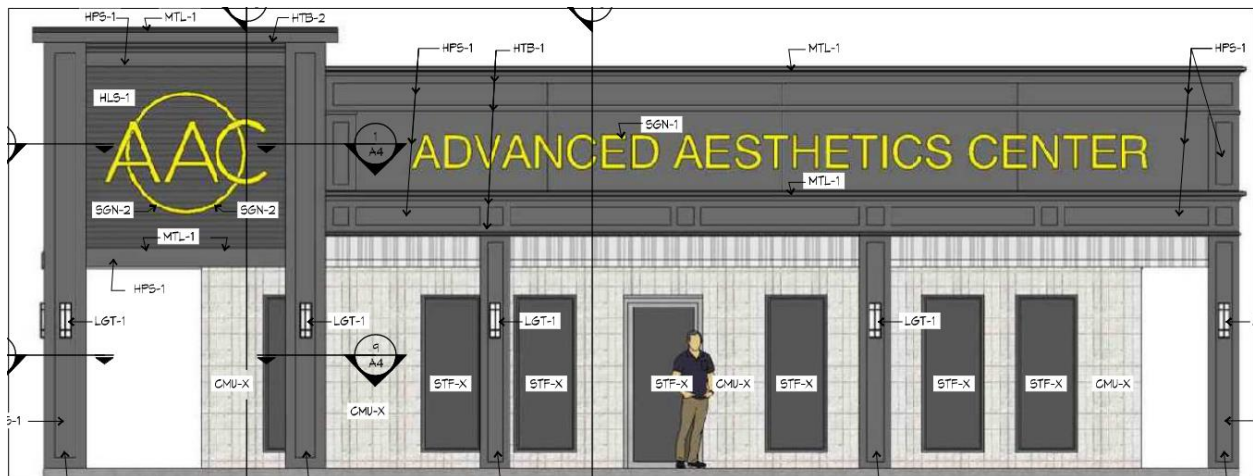 HPS-1
MTL-1
HTB-2
HPS-1
HTB-1
MTL-1
HPS-1
HLS-1
AAC
1
A4
SGN-1
ADVANCED AESTHETICS CENTER
MTL-1
SGN-2
SGN-2
MTL-1
HPS-1
LGT-1
LGT-1
LGT-1
LGT-1
9
A4
CMU-X
STF-X
STF-X
STF-X
CMU-X
STF-X
STF-X
STF-X
CMU-X
CMU-X
S-1